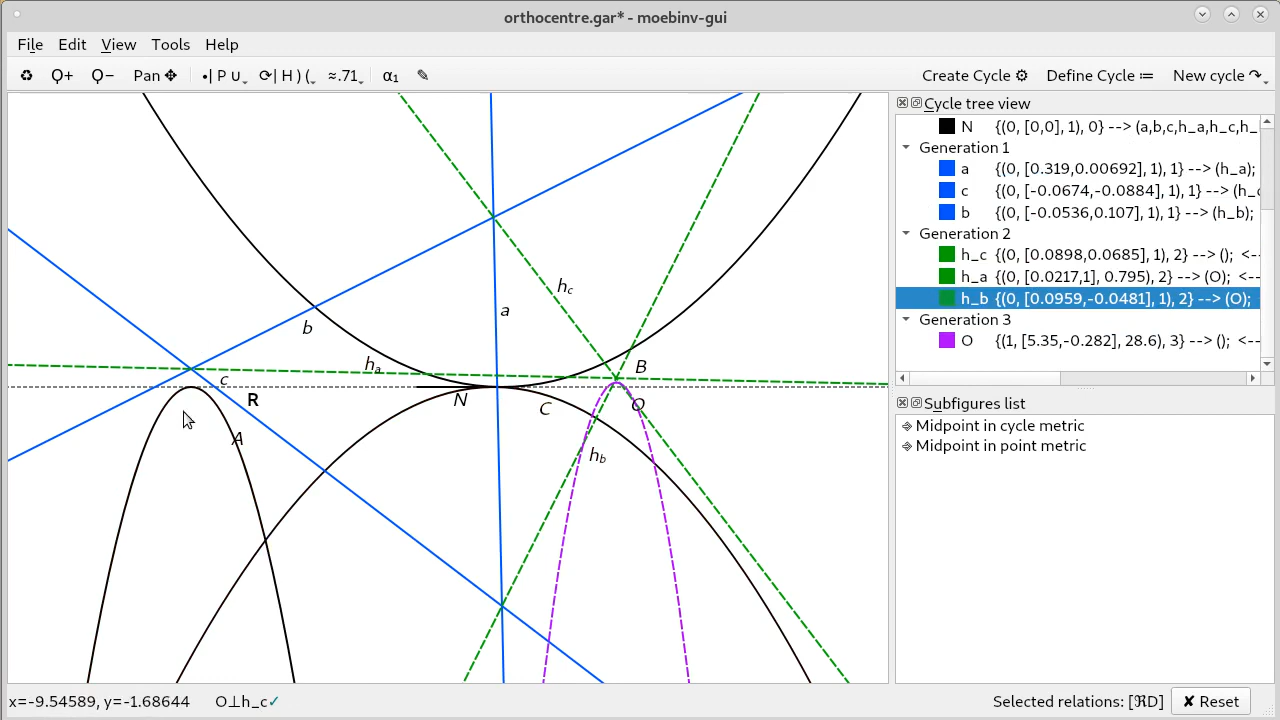 orthocentre.gar* - moebinv-gui
File Edit View Tools Help
♻ Ϙ+ Ϙ− Pan ✥ •| P ∪ ⟳| H ) ( ≈.71 α₁ ✎ Create Cycle ⚙ Define Cycle ≔ New cycle ↷
Cycle tree view
N {(0, [0,0], 1), 0} --> (a,b,c,h_a,h_c,h_
Generation 1
a {(0, [0.319,0.00692], 1), 1} --> (h_a);
c {(0, [-0.0674,-0.0884], 1), 1} --> (h_c
b {(0, [-0.0536,0.107], 1), 1} --> (h_b);
Generation 2
h_c {(0, [0.0898,0.0685], 1), 2} --> (); <--
h_a {(0, [0.0217,1], 0.795), 2} --> (O); <--
h_b {(0, [0.0959,-0.0481], 1), 2} --> (O);
Generation 3
O {(1, [5.35,-0.282], 28.6), 3} --> (); <--
Subfigures list
Midpoint in cycle metric
Midpoint in point metric
h_c
a
b
h_a
B
c
R
N
C
O
A
h_b
x=-9.54589, y=-1.68644 O⊥h_c✓ Selected relations: [ℜD] ✘ Reset